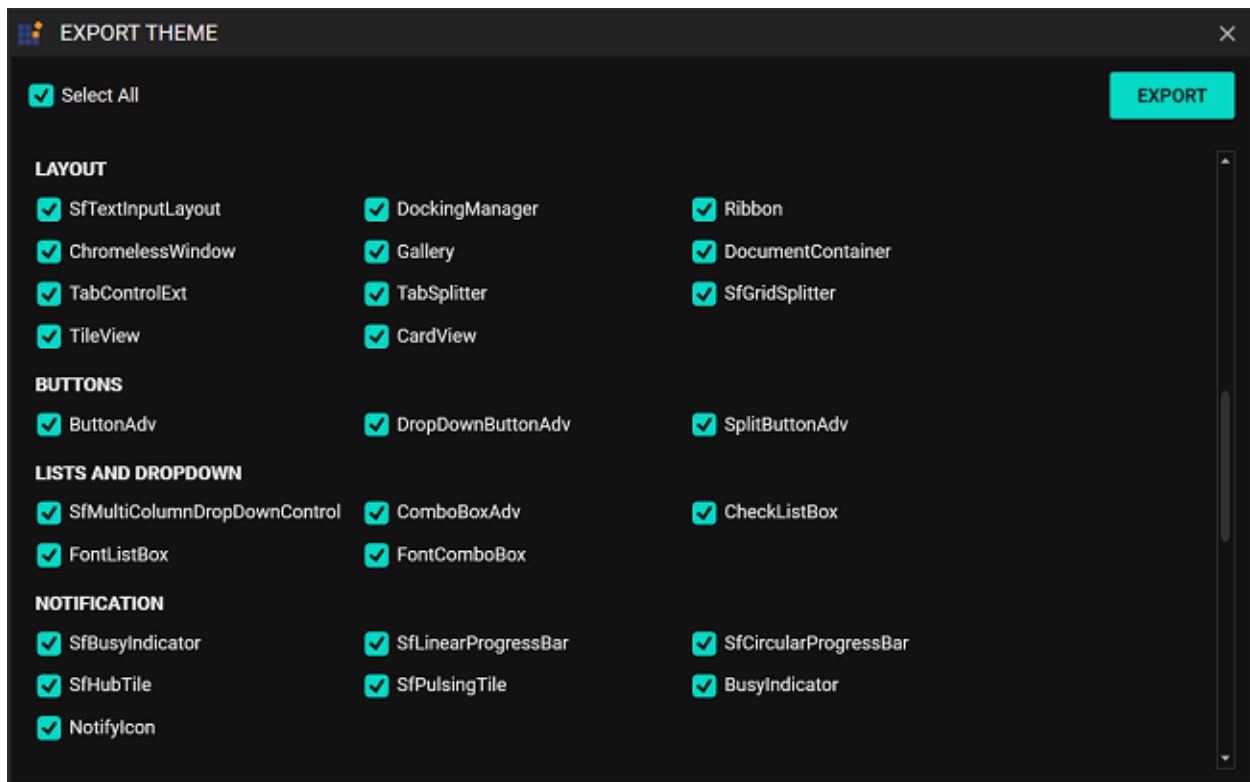 EXPORT THEME
Select All
EXPORT
LAYOUT
SfTextInputLayout DockingManager Ribbon
ChromelessWindow Gallery DocumentContainer
TabControlExt TabSplitter SfGridSplitter
TileView CardView
BUTTONS
ButtonAdv DropDownButtonAdv SplitButtonAdv
LISTS AND DROPDOWN
SfMultiColumnDropDownControl ComboBoxAdv CheckListBox
FontListBox FontComboBox
NOTIFICATION
SfBusyIndicator SfLinearProgressBar SfCircularProgressBar
SfHubTile SfPulsingTile BusyIndicator
NotifyIcon